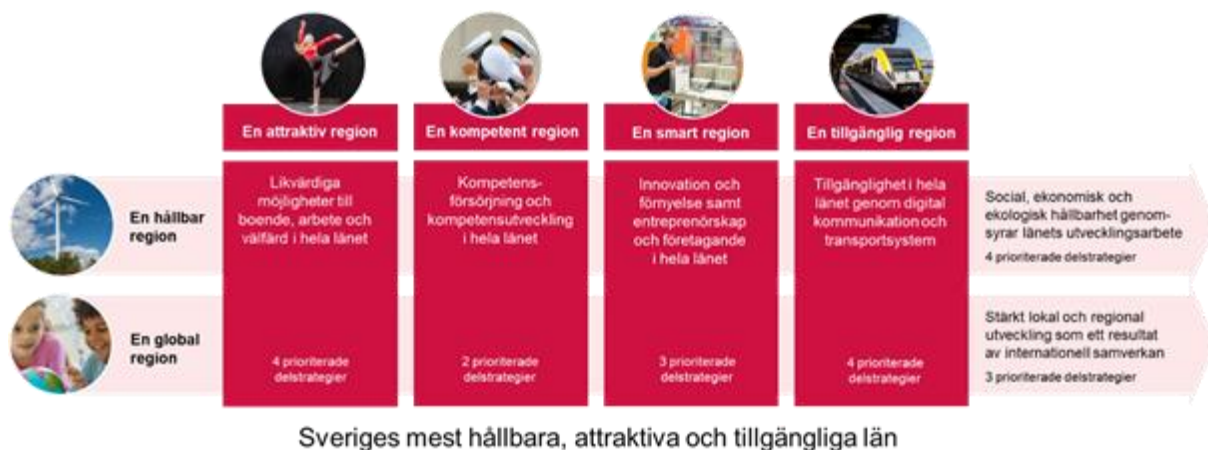 En attraktiv region
En kompetent region
En smart region
En tillgänglig region
Likvärdiga
möjligheter till
boende, arbete och
välfärd i hela länet
4 prioriterade
delstrategier
Kompetens-
försörjning och
kompetensutveckling
i hela länet
2 prioriterade
delstrategier
Innovation och
förnyelse samt
entreprenörskap
och företagande
i hela länet
3 prioriterade
delstrategier
Tillgänglighet i hela
länet genom digital
kommunikation och
transportsystem
4 prioriterade
delstrategier
En hållbar
region
Social, ekonomisk och
ekologisk hållbarhet genom-
syrar länets utvecklingsarbete
4 prioriterade delstrategier
En global
region
Stärkt lokal och regional
utveckling som ett resultat
av internationell samverkan
3 prioriterade delstrategier
Sveriges mest hållbara, attraktiva och tillgängliga län